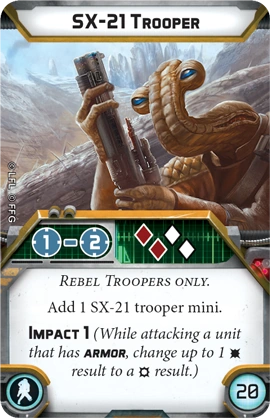 SX-21 TROOPER
© LFL © FFG
1 – 2
REBEL TROOPERS ONLY.
Add 1 SX-21 trooper mini.
IMPACT 1 (While attacking a unit
that has ARMOR, change up to 1
result to a result.)
20